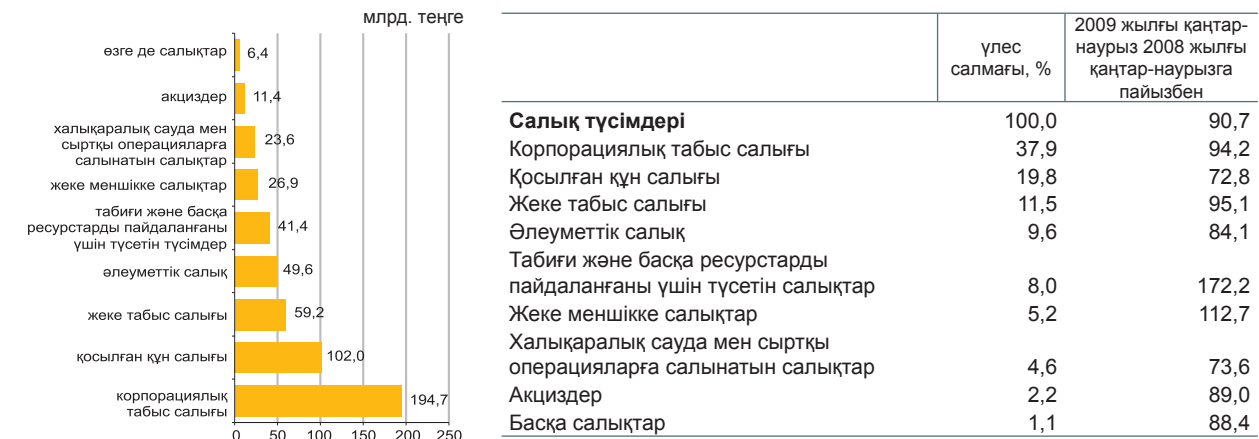 млрд. теңге
өзге де салықтар 6,4
акциздер 11,4
халықаралық сауда мен
сыртқы операцияларға
салынатын салықтар
23,6
жеке меншікке салықтар 26,9
табиғи және басқа
ресурстарды пайдаланғаны
үшін түсетін түсімдер
41,4
әлеуметтік салық 49,6
жеке табыс салығы 59,2
қосылған құн салығы 102,0
корпорациялық
табыс салығы
194,7
0 50 100 150 200 250
үлес
салмағы, %
2009 жылғы қаңтар-
наурыз 2008 жылғы
қаңтар-наурызга
пайызбен
Салық түсімдері 100,0 90,7
Корпорациялық табыс салығы 37,9 94,2
Қосылған құн салығы 19,8 72,8
Жеке табыс салығы 11,5 95,1
Әлеуметтік салық 9,6 84,1
Табиғи және басқа ресурстарды
пайдаланғаны үшін түсетін салықтар 8,0 172,2
Жеке меншікке салықтар 5,2 112,7
Халықаралық сауда мен сыртқы
операцияларға салынатын салықтар 4,6 73,6
Акциздер 2,2 89,0
Басқа салықтар 1,1 88,4